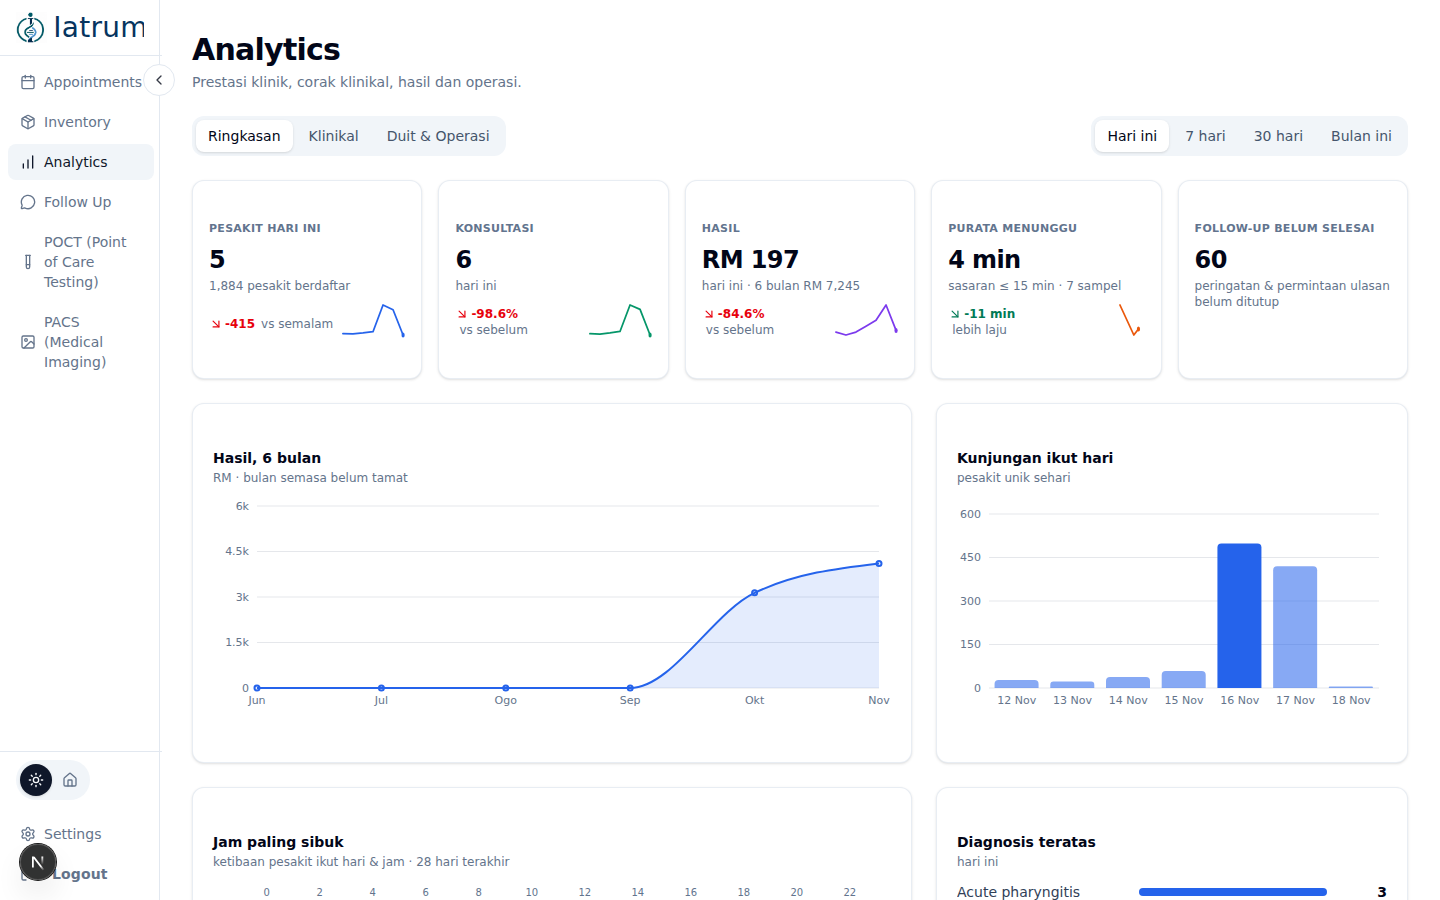 Iatrum
Appointments
Inventory
Analytics
Follow Up
POCT (Point
of Care
Testing)
PACS
(Medical
Imaging)
Settings
N
Logout
Analytics
Prestasi klinik, corak klinikal, hasil dan operasi.
Ringkasan Klinikal Duit & Operasi
Hari ini 7 hari 30 hari Bulan ini
PESAKIT HARI INI
5
1,884 pesakit berdaftar
-415 vs semalam
KONSULTASI
6
hari ini
-98.6%
vs sebelum
HASIL
RM 197
hari ini · 6 bulan RM 7,245
-84.6%
vs sebelum
PURATA MENUNGGU
4 min
sasaran ≤ 15 min · 7 sampel
-11 min
lebih laju
FOLLOW-UP BELUM SELESAI
60
peringatan & permintaan ulasan
belum ditutup
Hasil, 6 bulan
RM · bulan semasa belum tamat
6k
4.5k
3k
1.5k
0
Jun Jul Ogo Sep Okt Nov
Kunjungan ikut hari
pesakit unik sehari
600
450
300
150
0
12 Nov 13 Nov 14 Nov 15 Nov 16 Nov 17 Nov 18 Nov
Jam paling sibuk
ketibaan pesakit ikut hari & jam · 28 hari terakhir
0 2 4 6 8 10 12 14 16 18 20 22
Diagnosis teratas
hari ini
Acute pharyngitis 3